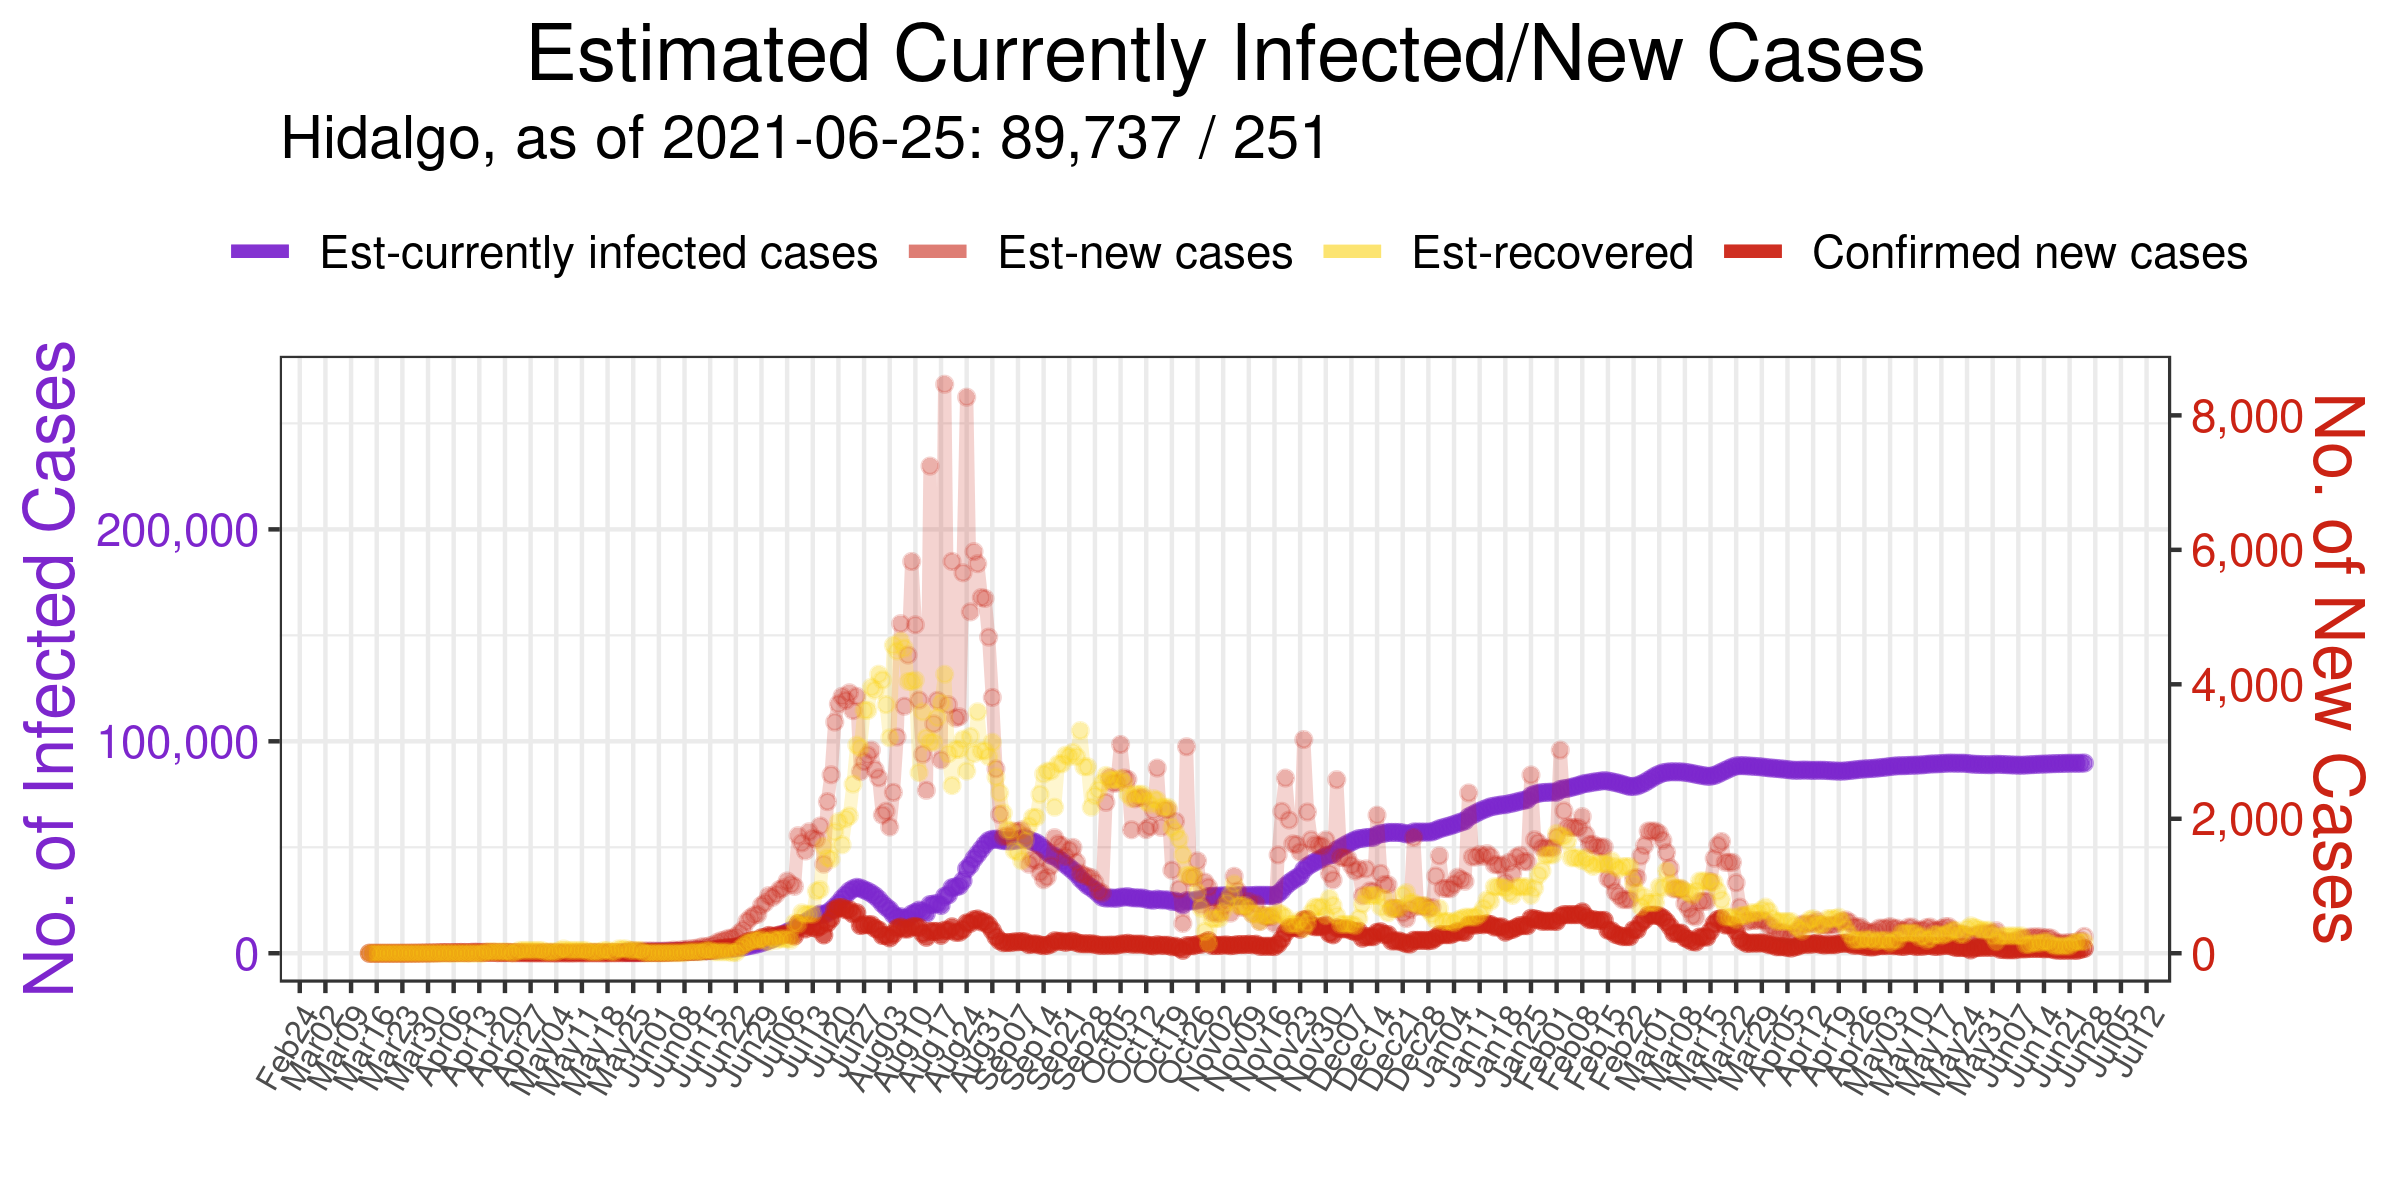 Estimated Currently Infected/New Cases
Hidalgo, as of 2021-06-25: 89,737 / 251
Est-currently infected cases Est-new cases Est-recovered Confirmed new cases
No. of Infected Cases
200,000
100,000
0
8,000
6,000
4,000
2,000
0
No. of New Cases
Feb24
Mar02
Mar09
Mar16
Mar23
Mar30
Apr06
Apr13
Apr20
Apr27
May04
May11
May18
May25
Jun01
Jun08
Jun15
Jun22
Jun29
Jul06
Jul13
Jul20
Jul27
Aug03
Aug10
Aug17
Aug24
Aug31
Sep07
Sep14
Sep21
Sep28
Oct05
Oct12
Oct19
Oct26
Nov02
Nov09
Nov16
Nov23
Nov30
Dec07
Dec14
Dec21
Dec28
Jan04
Jan11
Jan18
Jan25
Feb01
Feb08
Feb15
Feb22
Mar01
Mar08
Mar15
Mar22
Mar29
Apr05
Apr12
Apr19
Apr26
May03
May10
May17
May24
May31
Jun07
Jun14
Jun21
Jun28
Jul05
Jul12